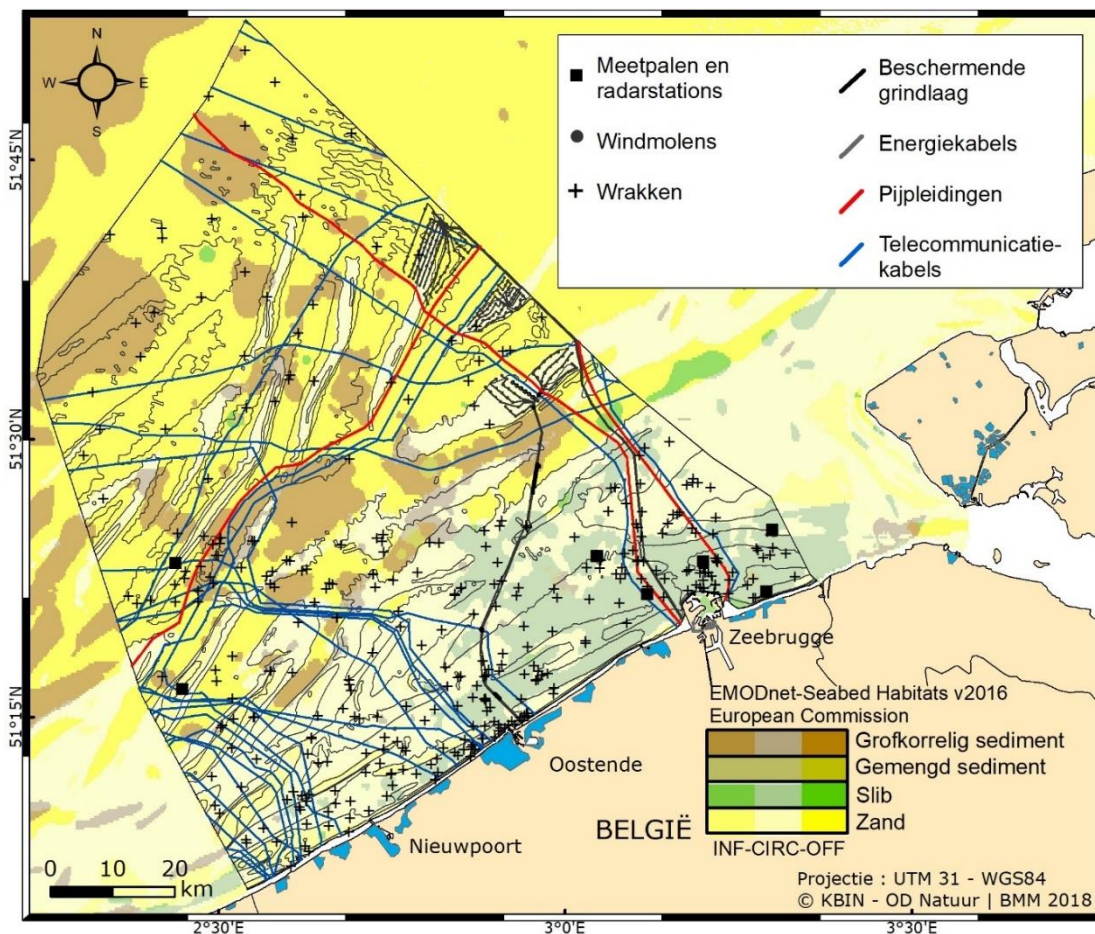 N
W E
S
Meetpalen en
radarstations
Windmolens
Wrakken
Beschermende
grindlaag
Energiekabels
Pijpleidingen
Telecommunicatie-
kabels
51°45'N
51°30'N
51°15'N
Zeebrugge
Oostende
Nieuwpoort
BELGIË
EMODnet-Seabed Habitats v2016
European Commission
Grofkorrelig sediment
Gemengd sediment
Slib
Zand
INF-CIRC-OFF
0 10 20
km
Projectie : UTM 31 - WGS84
© KBIN - OD Natuur | BMM 2018
2°30'E
3°0'E